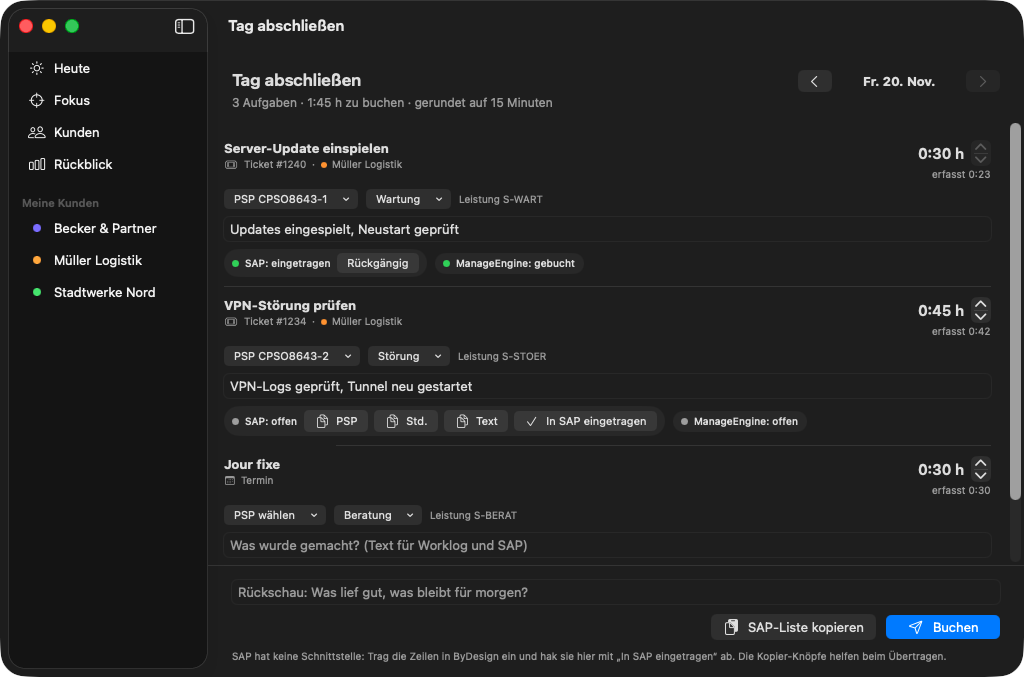 Tag abschließen
Heute
Fokus
Kunden
Rückblick
Meine Kunden
Becker & Partner
Müller Logistik
Stadtwerke Nord
Tag abschließen
Fr. 20. Nov.
3 Aufgaben · 1:45 h zu buchen · gerundet auf 15 Minuten
Server-Update einspielen
0:30 h
Ticket #1240 · Müller Logistik
erfasst 0:23
PSP CPSO8643-1 Wartung Leistung S-WART
Updates eingespielt, Neustart geprüft
SAP: eingetragen Rückgängig ManageEngine: gebucht
VPN-Störung prüfen
0:45 h
Ticket #1234 · Müller Logistik
erfasst 0:42
PSP CPSO8643-2 Störung Leistung S-STOER
VPN-Logs geprüft, Tunnel neu gestartet
SAP: offen PSP Std. Text In SAP eingetragen ManageEngine: offen
Jour fixe
0:30 h
Termin
erfasst 0:30
PSP wählen Beratung Leistung S-BERAT
Was wurde gemacht? (Text für Worklog und SAP)
Rückschau: Was lief gut, was bleibt für morgen?
SAP-Liste kopieren Buchen
SAP hat keine Schnittstelle: Trag die Zeilen in ByDesign ein und hak sie hier mit „In SAP eingetragen“ ab. Die Kopier-Knöpfe helfen beim Übertragen.